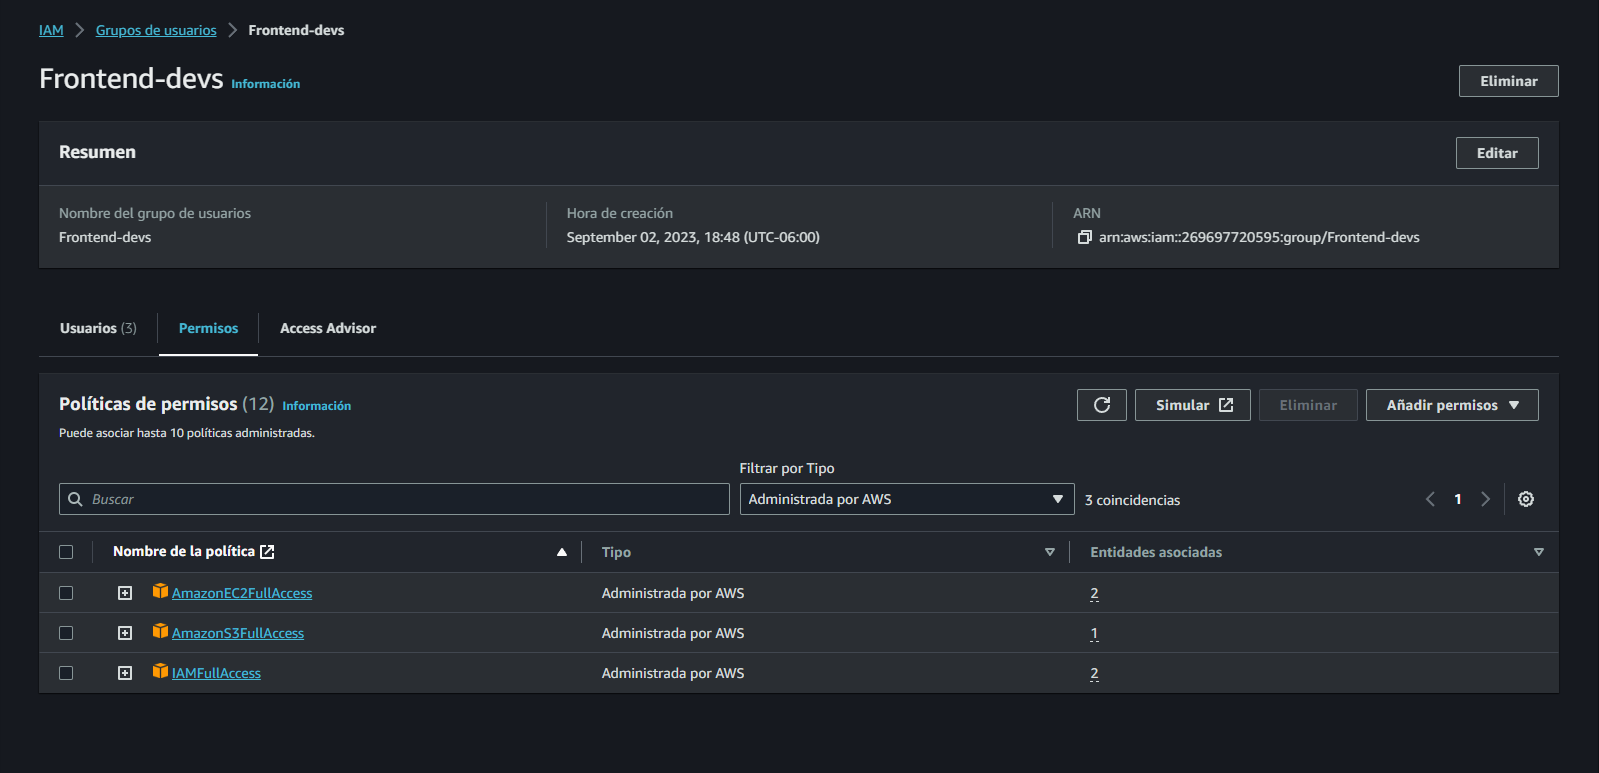 IAM > Grupos de usuarios > Frontend-devs
Frontend-devs Información
Eliminar
Resumen
Editar
Nombre del grupo de usuarios
Frontend-devs
Hora de creación
September 02, 2023, 18:48 (UTC-06:00)
ARN
arn:aws:iam::269697720595:group/Frontend-devs
Usuarios (3)
Permisos
Access Advisor
Políticas de permisos (12) Información
Puede asociar hasta 10 políticas administradas.
Simular
Eliminar
Añadir permisos
Filtrar por Tipo
Buscar
Administrada por AWS
3 coincidencias
1
Nombre de la política Tipo Entidades asociadas
AmazonEC2FullAccess Administrada por AWS 2
AmazonS3FullAccess Administrada por AWS 1
IAMFullAccess Administrada por AWS 2